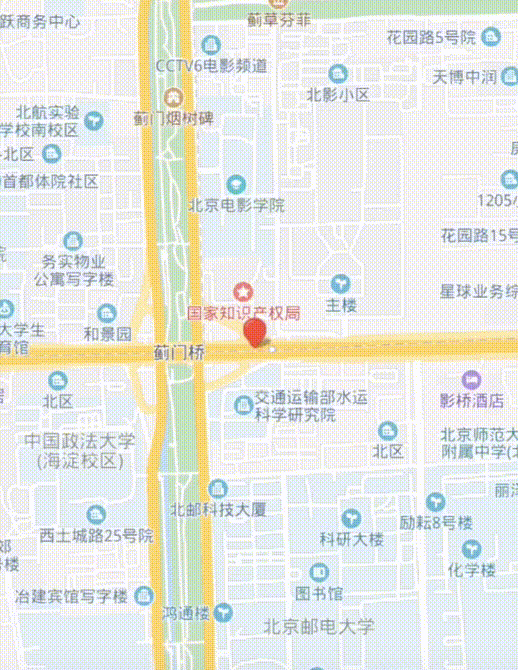 跃商务中心
蓟草芬菲
花园路5号院
CCTV6电影频道
天博中润
北影小区
北航实验
学校南校区
蓟门烟树碑
北区
首都体院社区
北京电影学院
1205
花园路15号
务实物业
公寓写字楼
国家知识产权局
主楼
星球业务综
大学生
育馆
和景园
蓟门桥
北区
交通运输部水运
科学研究院
影桥酒店
中国政法大学
(海淀校区)
北区
北京师范大
附属中学(北
丽泽
北邮科技大厦
励耘8号楼
西土城路25号院
科研大楼
郊
号楼
化学楼
图书馆
冶建宾馆写字楼
鸿通楼
北京邮电大学